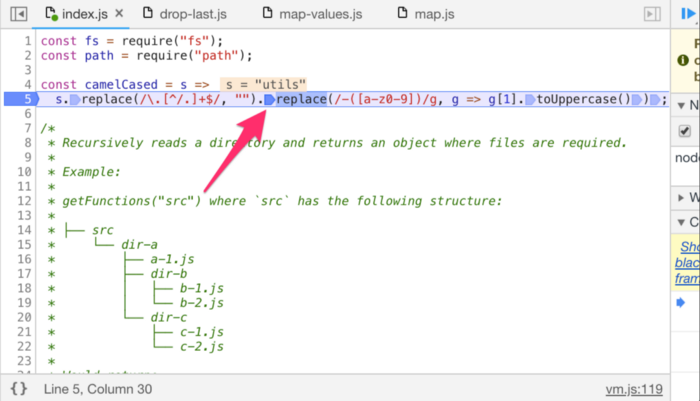 index.js × drop-last.js map-values.js map.js
1 const fs = require("fs");
2 const path = require("path");
3
4 const camelCased = s => s = "utils"
5 s.replace(/\.[^/.]+$/, "").replace(/-([a-z0-9])/g, g => g[1].toUppercase());
6
7 /*
8 * Recursively reads a directory and returns an object where files are required.
9 *
10 * Example:
11 *
12 * getFunctions("src") where `src` has the following structure:
13 *
14 * ├── src
15 * └── dir-a
16 * ├── a-1.js
17 * ├── dir-b
18 * │ ├── b-1.js
19 * │ └── b-2.js
20 * └── dir-c
21 * ├── c-1.js
22 * └── c-2.js
23 *
{} Line 5, Column 30 vm.js:119
N
node
W
C
Sho
blac
fram